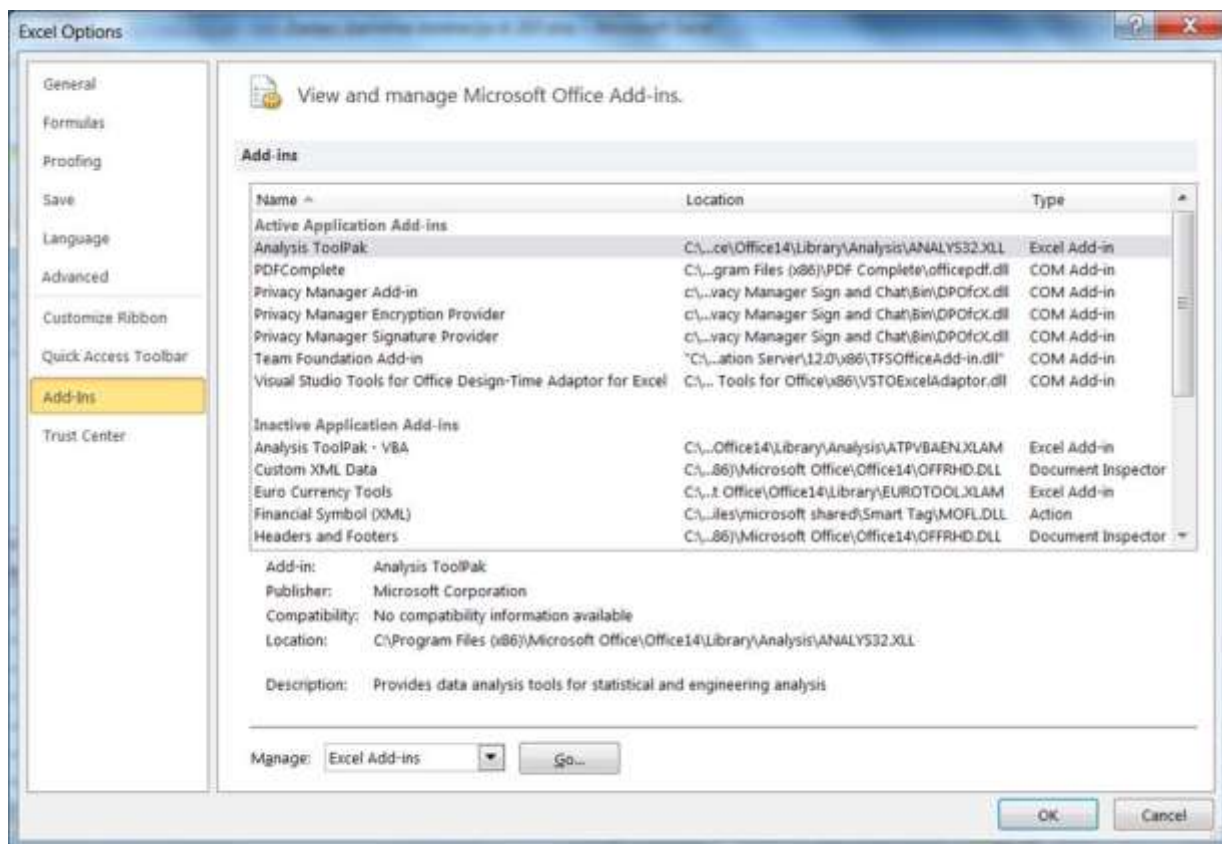 Excel Options
General
Formulas
Proofing
Save
Language
Advanced
Customize Ribbon
Quick Access Toolbar
Add-Ins
Trust Center
View and manage Microsoft Office Add-ins.
Add-ins
Name Location Type
Active Application Add-ins
Analysis ToolPak C:\...ce\Office14\Library\Analysis\ANALYS32.XLL Excel Add-in
PDFComplete C:\...gram Files (x86)\PDF Complete\officepdf.dll COM Add-in
Privacy Manager Add-in c:\...vacy Manager Sign and Chat\Bin\DPOfcX.dll COM Add-in
Privacy Manager Encryption Provider c:\...vacy Manager Sign and Chat\Bin\DPOfcX.dll COM Add-in
Privacy Manager Signature Provider c:\...vacy Manager Sign and Chat\Bin\DPOfcX.dll COM Add-in
Team Foundation Add-in "C:\...ation Server\12.0\x86\TFSOfficeAdd-in.dll" COM Add-in
Visual Studio Tools for Office Design-Time Adaptor for Excel C:\... Tools for Office\x86\VSTOExcelAdaptor.dll COM Add-in
Inactive Application Add-ins
Analysis ToolPak - VBA C:\...Office14\Library\Analysis\ATPVBAEN.XLAM Excel Add-in
Custom XML Data C:\...86)\Microsoft Office\Office14\OFFRHD.DLL Document Inspector
Euro Currency Tools C:\...t Office\Office14\Library\EUROTOOL.XLAM Excel Add-in
Financial Symbol (XML) C:\...iles\microsoft shared\Smart Tag\MOFL.DLL Action
Headers and Footers C:\...86)\Microsoft Office\Office14\OFFRHD.DLL Document Inspector
Add-in: Analysis ToolPak
Publisher: Microsoft Corporation
Compatibility: No compatibility information available
Location: C:\Program Files (x86)\Microsoft Office\Office14\Library\Analysis\ANALYS32.XLL
Description: Provides data analysis tools for statistical and engineering analysis
Manage: Excel Add-ins Go...
OK Cancel